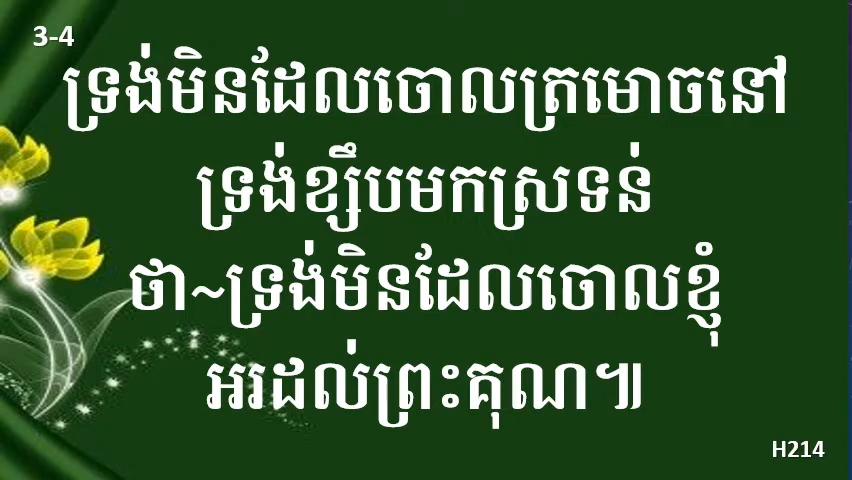 3-4
ទ្រង់មិនដែលចោលត្រមោចនៅ
ទ្រង់ខ្សឹបមកស្រទន់
ថា~ទ្រង់មិនដែលចោលខ្ញុំ
អរដល់ព្រះគុណ៕
H214